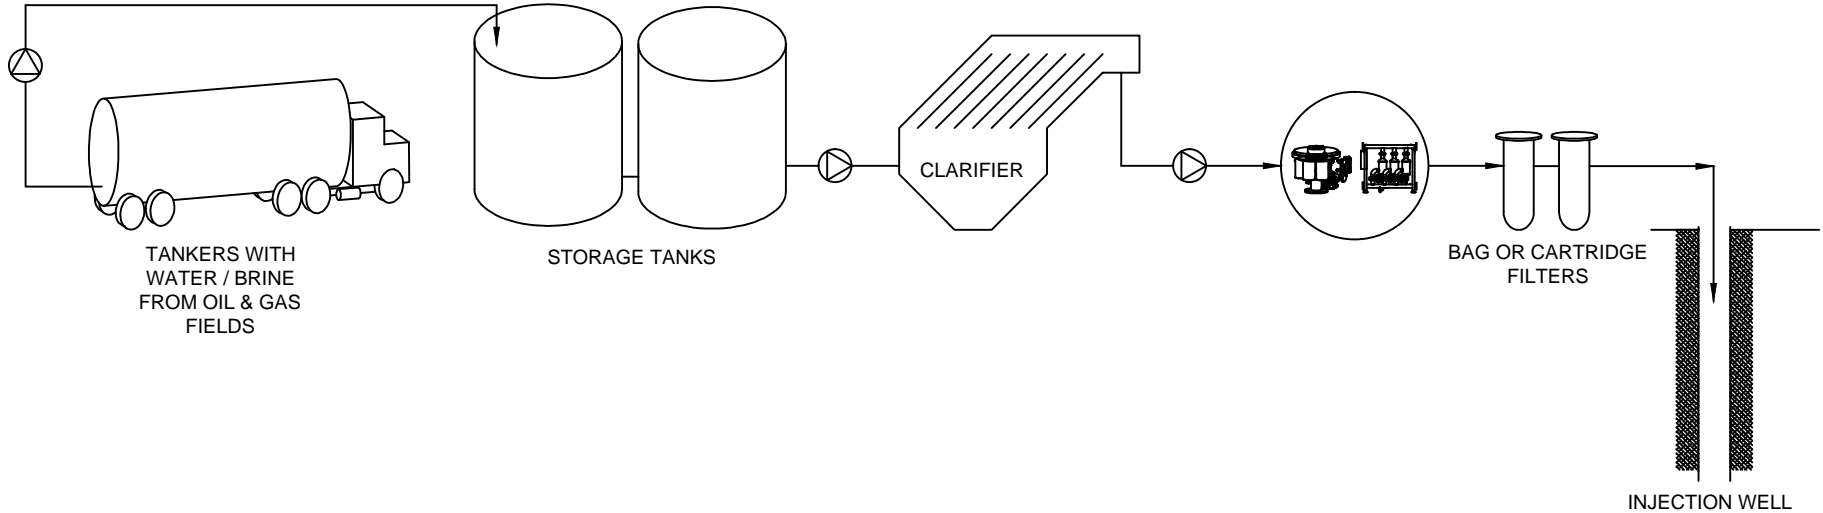 TANKERS WITH
WATER / BRINE
FROM OIL & GAS
FIELDS
STORAGE TANKS
CLARIFIER
BAG OR CARTRIDGE
FILTERS
INJECTION WELL